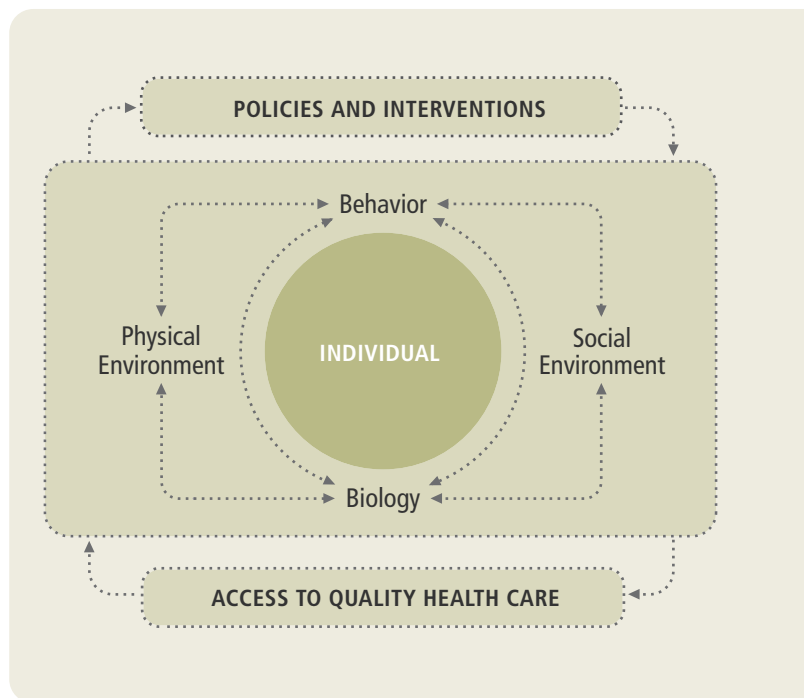 POLICIES AND INTERVENTIONS
Behavior
Physical
Environment
INDIVIDUAL
Social
Environment
Biology
ACCESS TO QUALITY HEALTH CARE